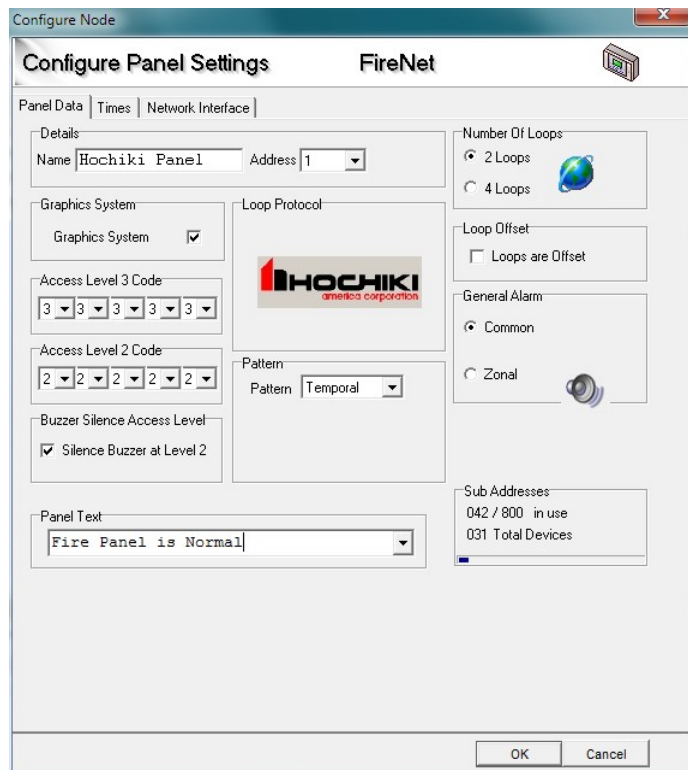 Configure Node
Configure Panel Settings FireNet
Panel Data Times Network Interface
Details
Name Hochiki Panel Address 1
Number Of Loops
2 Loops
4 Loops
Graphics System
Graphics System
Loop Protocol
HOCHIKI
america corporation
Loop Offset
Loops are Offset
Access Level 3 Code
3 3 3 3 3
General Alarm
Common
Zonal
Access Level 2 Code
2 2 2 2 2
Pattern
Pattern Temporal
Buzzer Silence Access Level
Silence Buzzer at Level 2
Sub Addresses
042 / 800 in use
031 Total Devices
Panel Text
Fire Panel is Normal
OK Cancel